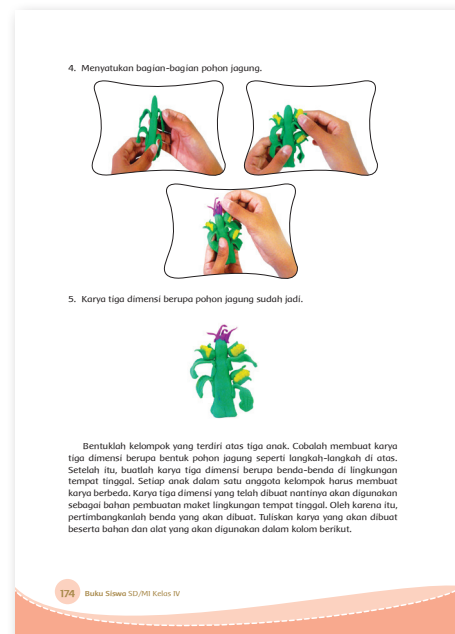 4. Menyatukan bagian-bagian pohon jagung.
5. Karya tiga dimensi berupa pohon jagung sudah jadi.
Bentuklah kelompok yang terdiri atas tiga anak. Cobalah membuat karya
tiga dimensi berupa bentuk pohon jagung seperti langkah-langkah di atas.
Setelah itu, buatlah karya tiga dimensi berupa benda-benda di lingkungan
tempat tinggal. Setiap anak dalam satu anggota kelompok harus membuat
karya berbeda. Karya tiga dimensi yang telah dibuat nantinya akan digunakan
sebagai bahan pembuatan maket lingkungan tempat tinggal. Oleh karena itu,
pertimbangkanlah benda yang akan dibuat. Tuliskan karya yang akan dibuat
beserta bahan dan alat yang akan digunakan dalam kolom berikut.
174 Buku Siswa SD/MI Kelas IV